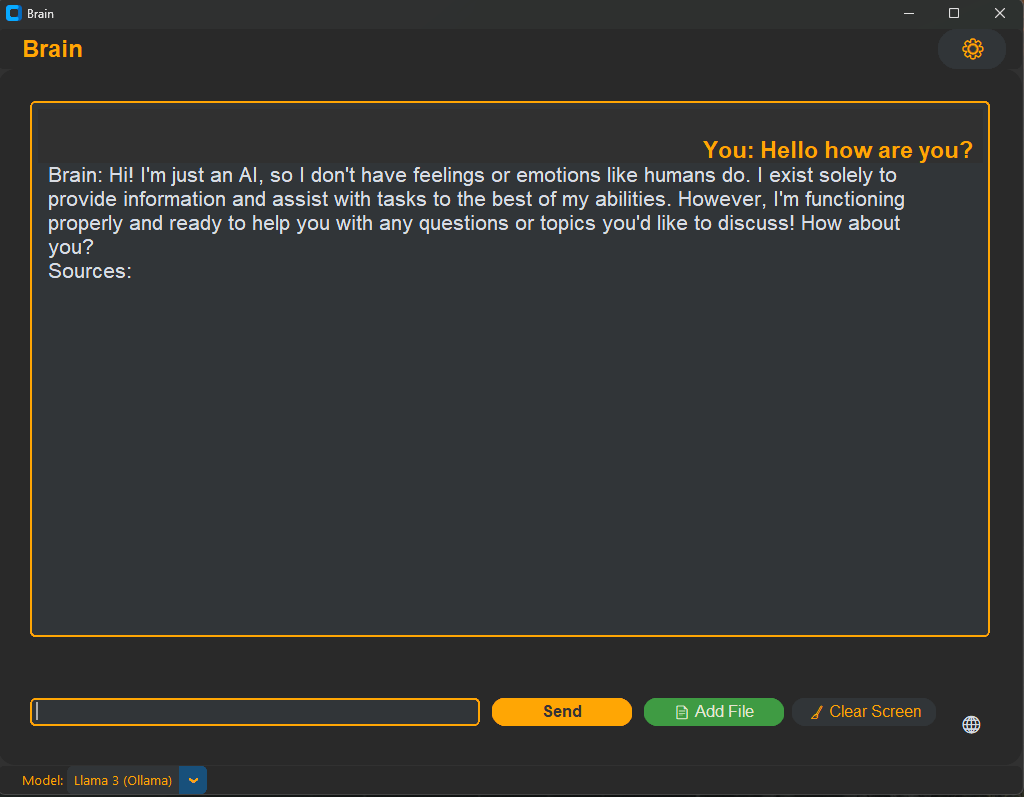 Brain
Brain
You: Hello how are you?
Brain: Hi! I'm just an AI, so I don't have feelings or emotions like humans do. I exist solely to
provide information and assist with tasks to the best of my abilities. However, I'm functioning
properly and ready to help you with any questions or topics you'd like to discuss! How about
you?
Sources:
Send
Add File
Clear Screen
Model: Llama 3 (Ollama)